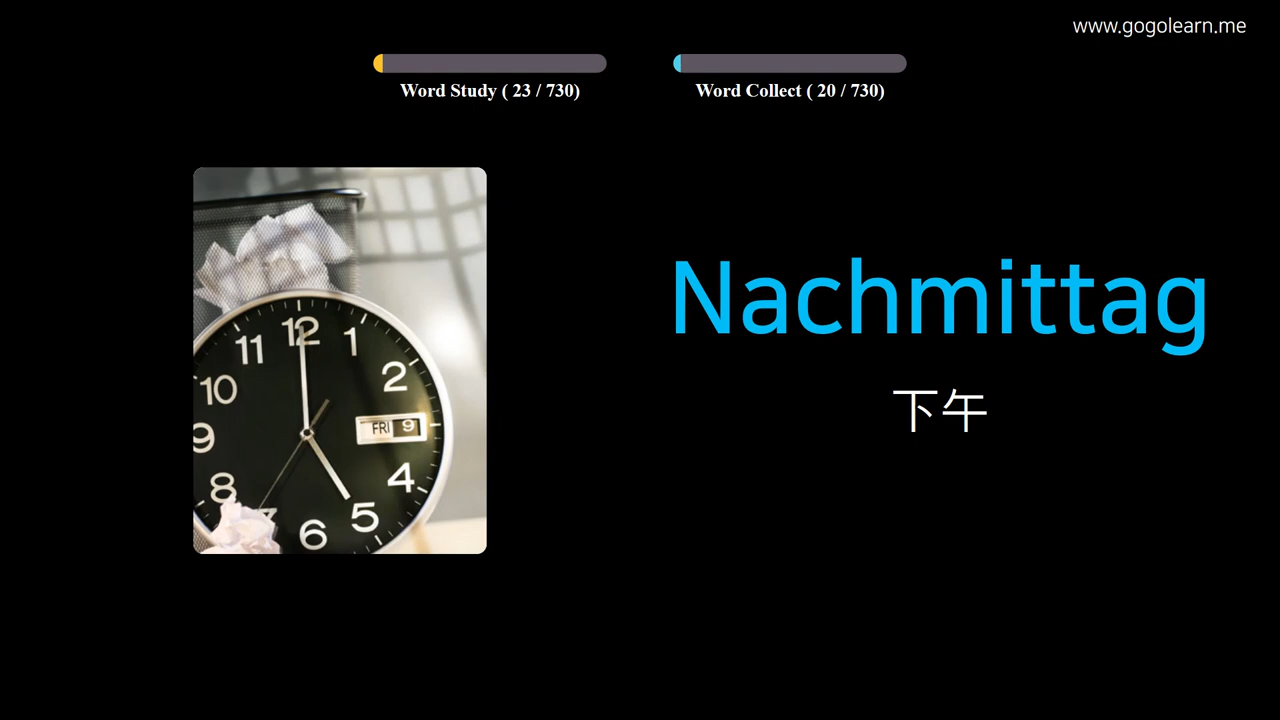 www.gogolearn.me
Word Study ( 23 / 730)
Word Collect ( 20 / 730)
Nachmittag
下午
12
11
1
10
2
9
FRI 9
8
4
7
5
6